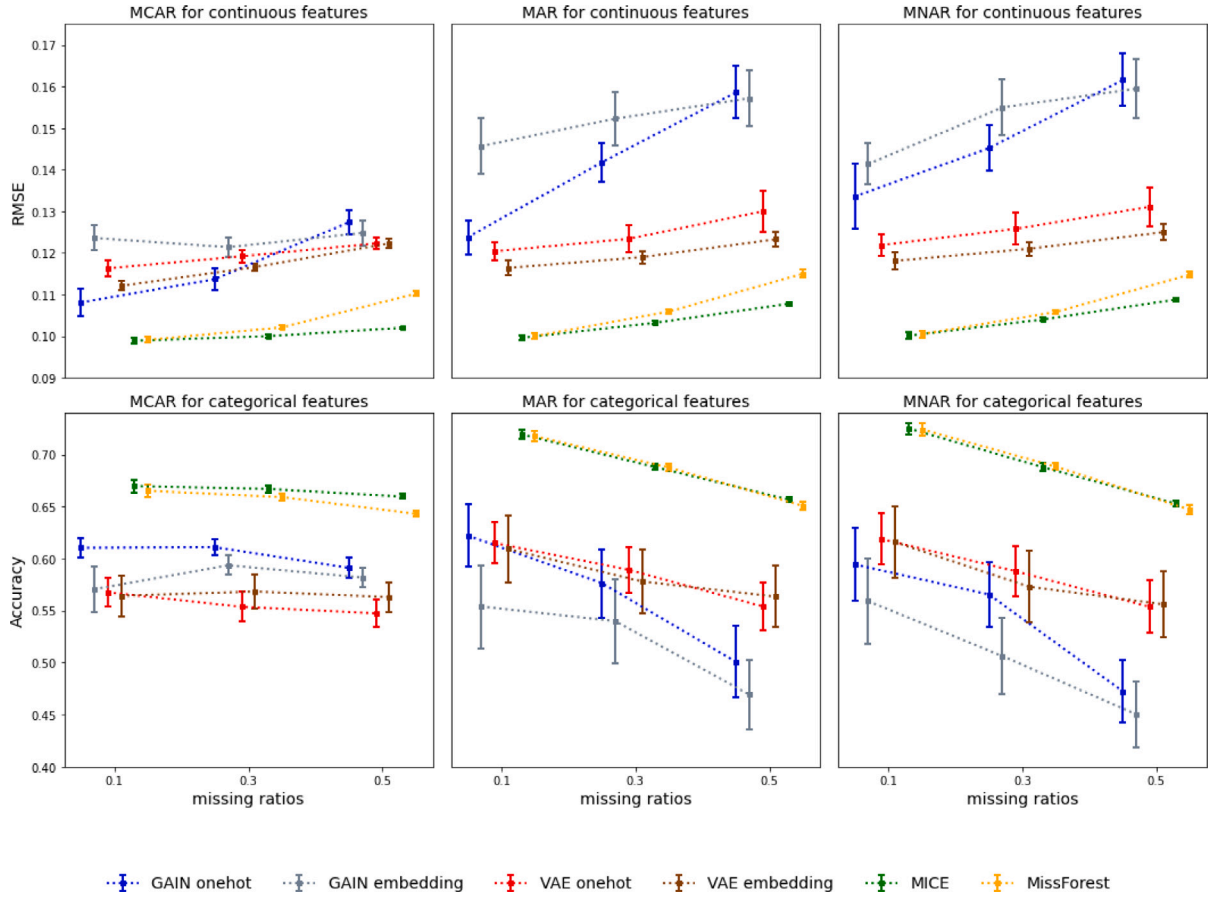 MCAR for continuous features
MAR for continuous features
MNAR for continuous features
0.17
0.16
0.15
0.14
0.13
0.12
0.11
0.10
0.09
RMSE
MCAR for categorical features
MAR for categorical features
MNAR for categorical features
0.70
0.65
0.60
0.55
0.50
0.45
0.40
Accuracy
0.1 0.3 0.5
0.1 0.3 0.5
0.1 0.3 0.5
missing ratios
missing ratios
missing ratios
GAIN onehot GAIN embedding VAE onehot VAE embedding MICE MissForest